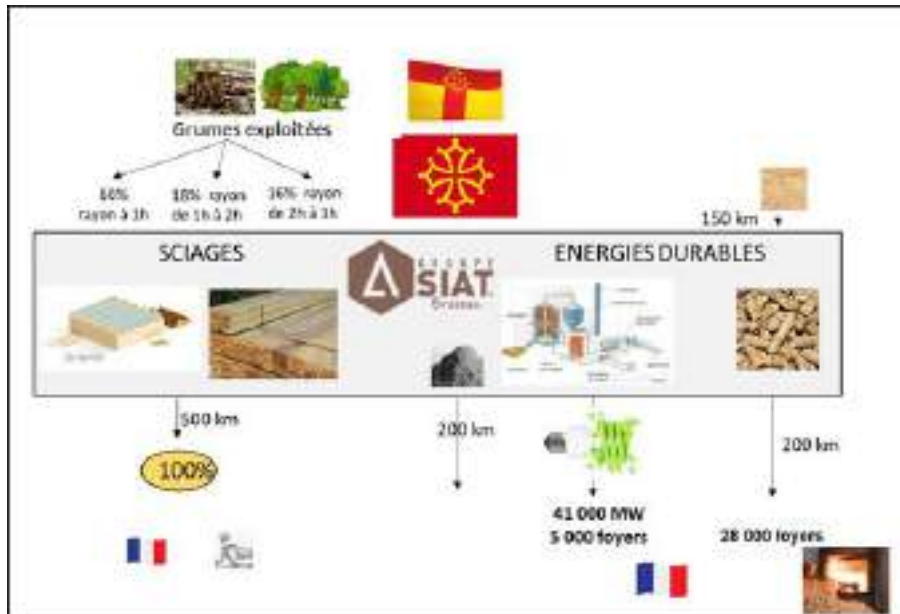 Grumes exploitées
66%
rayon à 1h
18% rayon
de 1h à 2h
16% rayon
de 2h à 3h
150 km
SCIAGES
ENERGIES DURABLES
GROUPE
SIAT
500 km
200 km
200 km
100%
41 000 MW
5 000 foyers
28 000 foyers